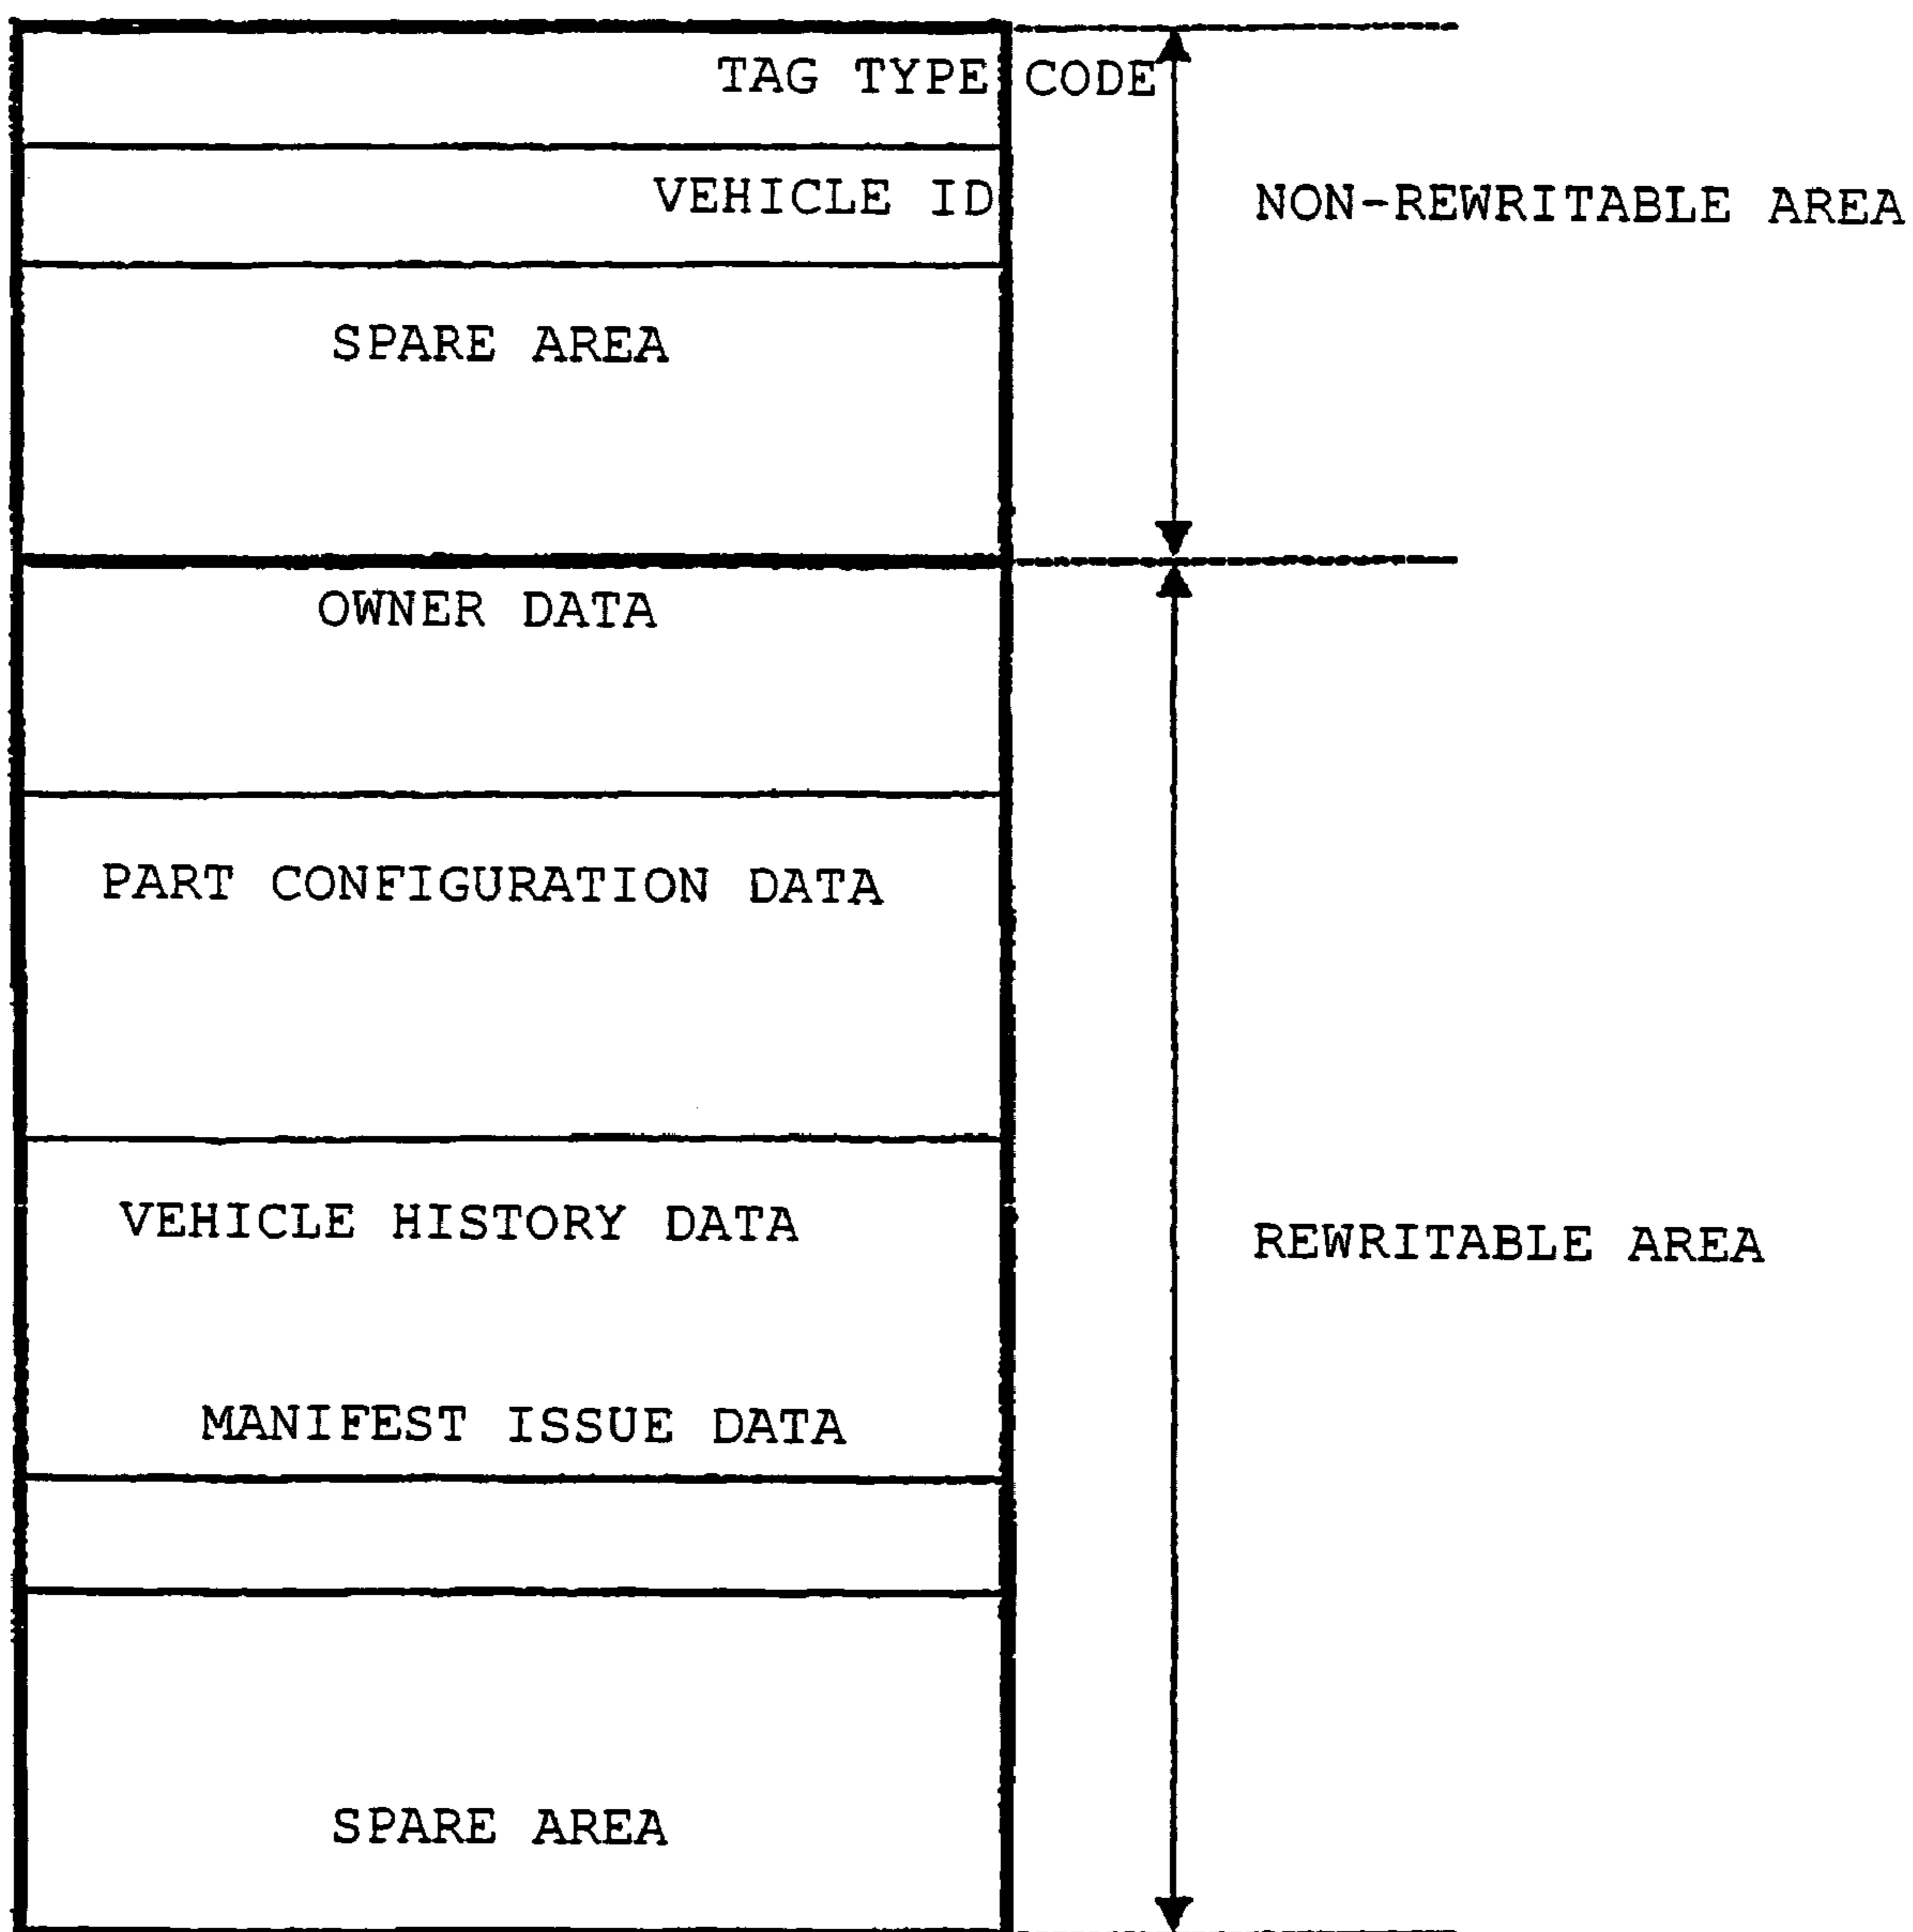 TAG TYPE CODE
VEHICLE ID
NON-REWRITABLE AREA
SPARE AREA
OWNER DATA
PART CONFIGURATION DATA
VEHICLE HISTORY DATA
REWRITABLE AREA
MANIFEST ISSUE DATA
SPARE AREA